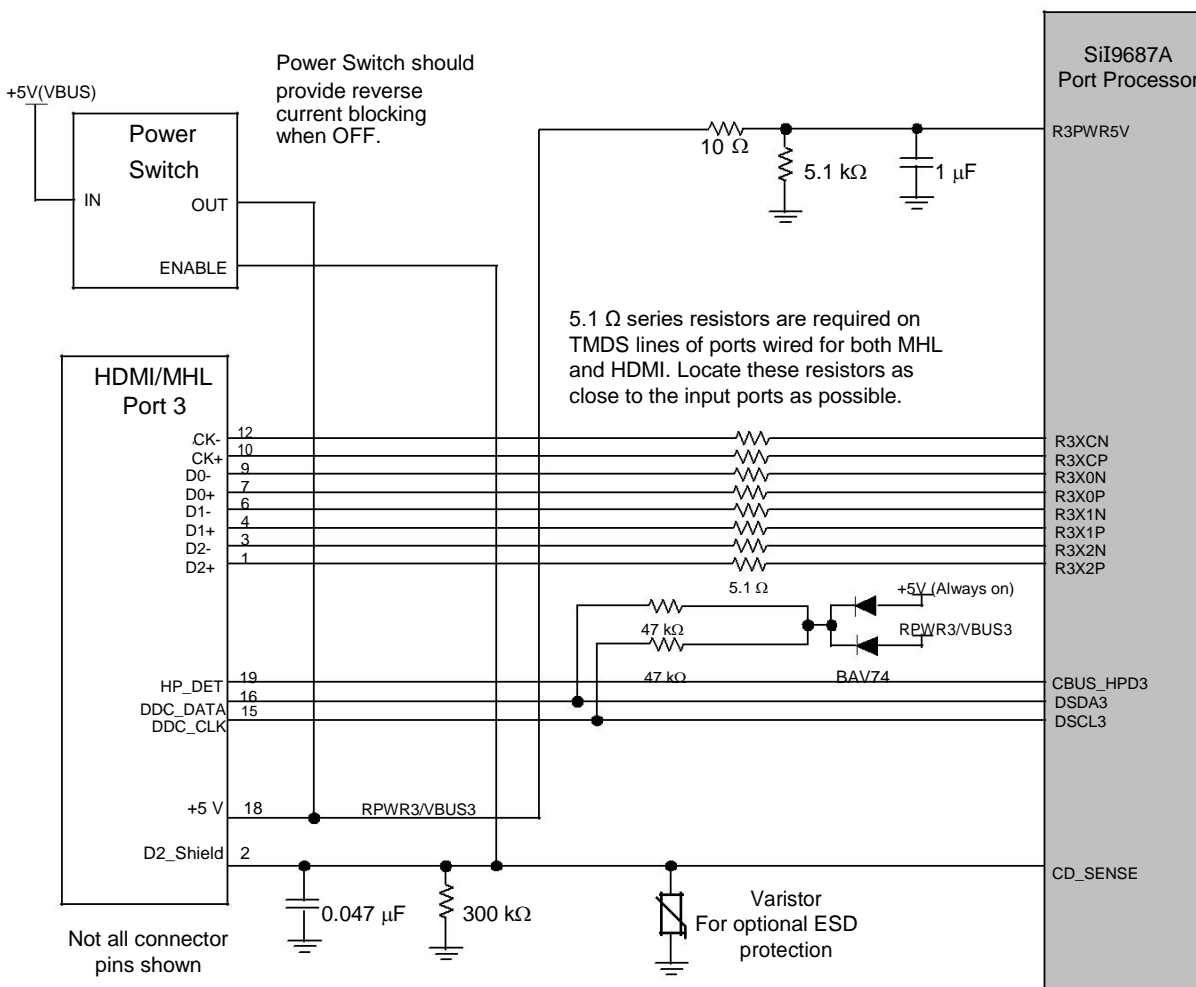 SiI9687A
Port Processor
Power Switch should
provide reverse
current blocking
when OFF.
+5V(VBUS)
Power
Switch
IN
OUT
ENABLE
10 Ω
5.1 kΩ
1 µF
R3PWR5V
5.1 Ω series resistors are required on
TMDS lines of ports wired for both MHL
and HDMI. Locate these resistors as
close to the input ports as possible.
HDMI/MHL
Port 3
CK- 12 R3XCN
CK+ 10 R3XCP
D0- 9 R3X0N
D0+ 7 R3X0P
D1- 6 R3X1N
D1+ 4 R3X1P
D2- 3 R3X2N
D2+ 1 R3X2P
5.1 Ω
+5V (Always on)
47 kΩ
RPWR3/VBUS3
47 kΩ
BAV74
HP_DET 19 CBUS_HPD3
DDC_DATA 16 DSDA3
DDC_CLK 15 DSCL3
+5 V 18 RPWR3/VBUS3
D2_Shield 2 CD_SENSE
0.047 µF
300 kΩ
Varistor
For optional ESD
protection
Not all connector
pins shown